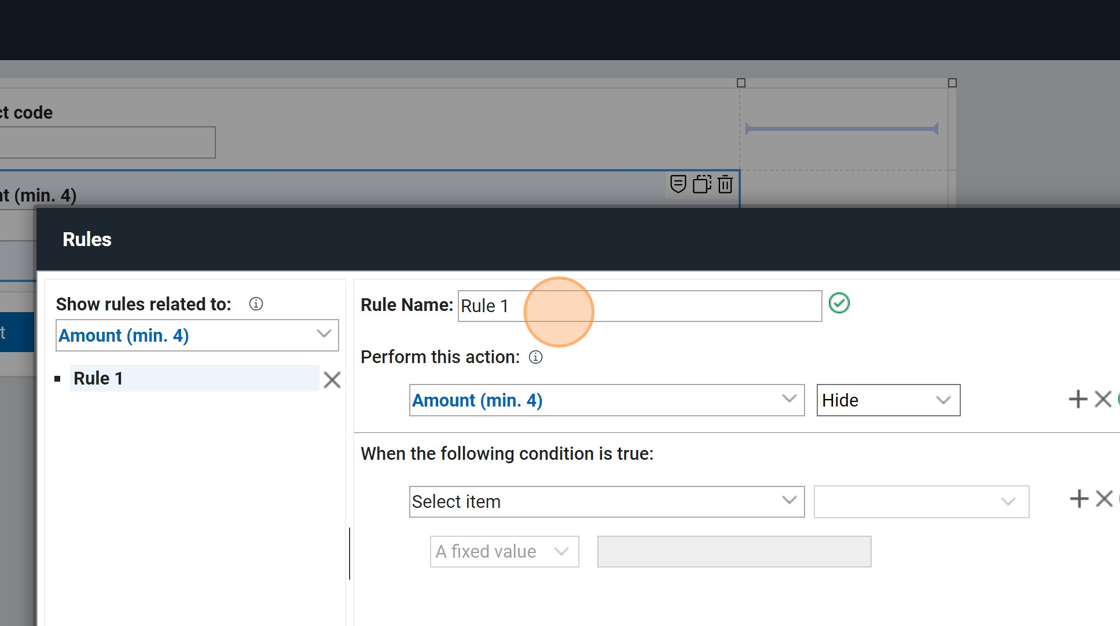 ct code
nt (min. 4)
Rules
t
Show rules related to:
Amount (min. 4)
Rule 1
Rule Name: Rule 1
Perform this action:
Amount (min. 4) Hide
When the following condition is true:
Select item
A fixed value